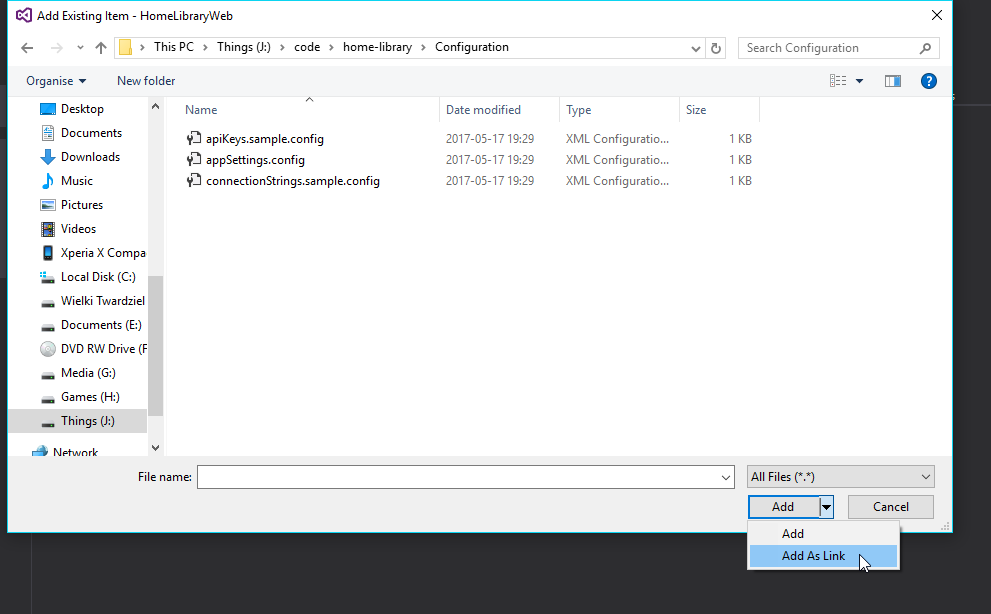 Add Existing Item - HomeLibraryWeb
This PC > Things (J:) > code > home-library > Configuration
Search Configuration
Organise
New folder
Desktop
Documents
Downloads
Music
Pictures
Videos
Xperia X Compa
Local Disk (C:)
Wielki Twardziel
Documents (E:)
DVD RW Drive (F
Media (G:)
Games (H:)
Things (J:)
Network
Name Date modified Type Size
apiKeys.sample.config 2017-05-17 19:29 XML Configuratio... 1 KB
appSettings.config 2017-05-17 19:29 XML Configuratio... 1 KB
connectionStrings.sample.config 2017-05-17 19:29 XML Configuratio... 1 KB
File name:
All Files (*.*)
Add
Cancel
Add
Add As Link